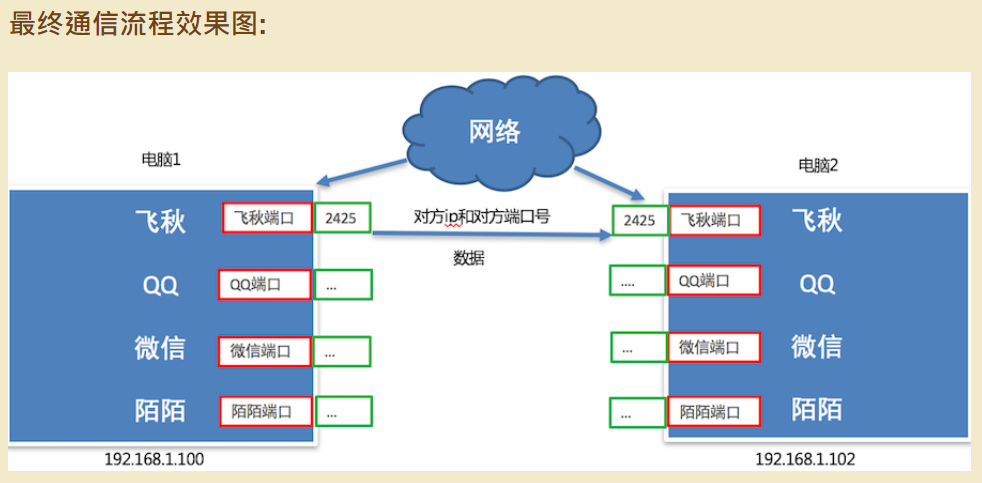 最终通信流程效果图:
网络
电脑1
电脑2
飞秋
飞秋端口
2425
对方ip和对方端口号
2425
飞秋端口
飞秋
数据
QQ
QQ端口
...
....
QQ端口
QQ
微信
微信端口
...
...
微信端口
微信
陌陌
陌陌端口
...
...
陌陌端口
陌陌
192.168.1.100
192.168.1.102